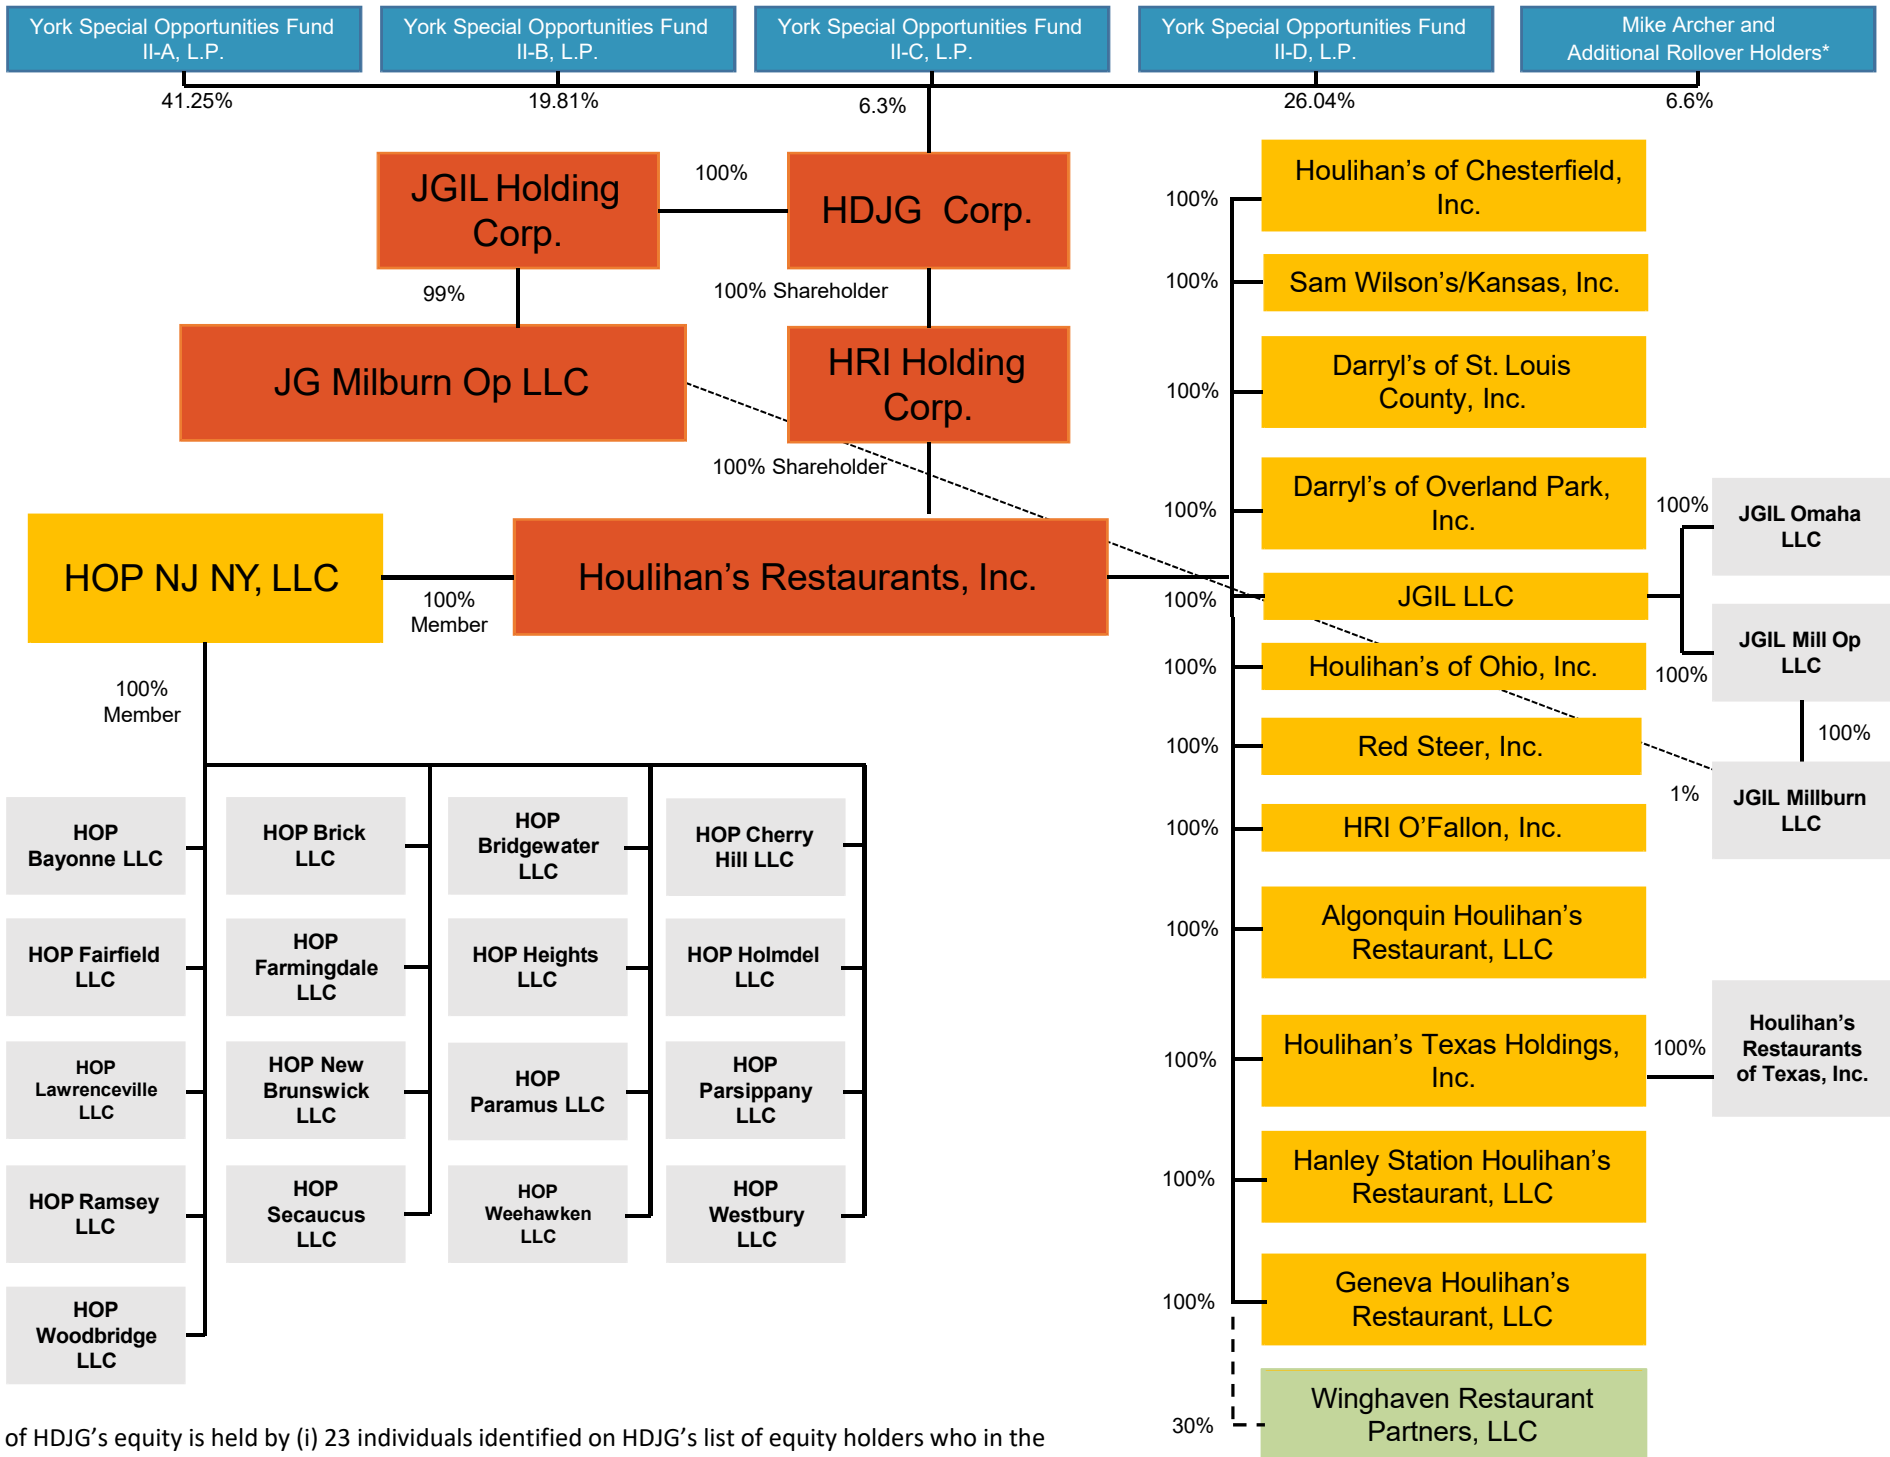 York Special Opportunities Fund
II-A, L.P.
York Special Opportunities Fund
II-B, L.P.
York Special Opportunities Fund
II-C, L.P.
York Special Opportunities Fund
II-D, L.P.
Mike Archer and
Additional Rollover Holders*
41.25%
19.81%
6.3%
26.04%
6.6%
JGIL Holding
Corp.
100%
HDJG Corp.
99%
100% Shareholder
JG Milburn Op LLC
HRI Holding
Corp.
100% Shareholder
HOP NJ NY, LLC
100%
Member
Houlihan’s Restaurants, Inc.
100%
Member
HOP
Bayonne LLC
HOP Brick
LLC
HOP
Bridgewater
LLC
HOP Cherry
Hill LLC
HOP Fairfield
LLC
HOP
Farmingdale
LLC
HOP Heights
LLC
HOP Holmdel
LLC
HOP
Lawrenceville
LLC
HOP New
Brunswick
LLC
HOP
Paramus LLC
HOP
Parsippany
LLC
HOP Ramsey
LLC
HOP
Secaucus
LLC
HOP
Weehawken
LLC
HOP
Westbury
LLC
HOP
Woodbridge
LLC
100%
Houlihan’s of Chesterfield,
Inc.
100%
Sam Wilson’s/Kansas, Inc.
100%
Darryl’s of St. Louis
County, Inc.
100%
Darryl’s of Overland Park,
Inc.
100%
JGIL LLC
100%
JGIL Omaha
LLC
100%
JGIL Mill Op
LLC
100%
Houlihan’s of Ohio, Inc.
100%
Red Steer, Inc.
100%
1%
JGIL Millburn
LLC
100%
HRI O’Fallon, Inc.
100%
Algonquin Houlihan’s
Restaurant, LLC
100%
Houlihan’s Texas Holdings,
Inc.
100%
Houlihan’s
Restaurants
of Texas, Inc.
100%
Hanley Station Houlihan’s
Restaurant, LLC
100%
Geneva Houlihan’s
Restaurant, LLC
30%
Winghaven Restaurant
Partners, LLC
of HDJG’s equity is held by (i) 23 individuals identified on HDJG’s list of equity holders who in the